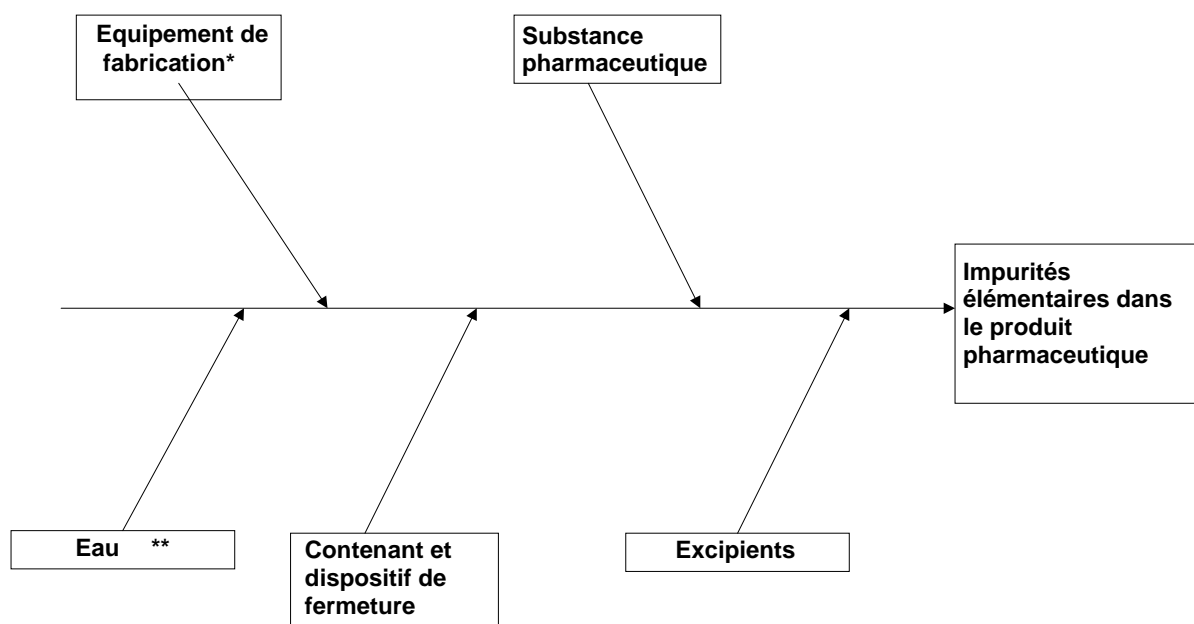 Equipement de
fabrication*
Substance
pharmaceutique
Impurités
élémentaires dans
le produit
pharmaceutique
Eau **
Contenant et
dispositif de
fermeture
Excipients